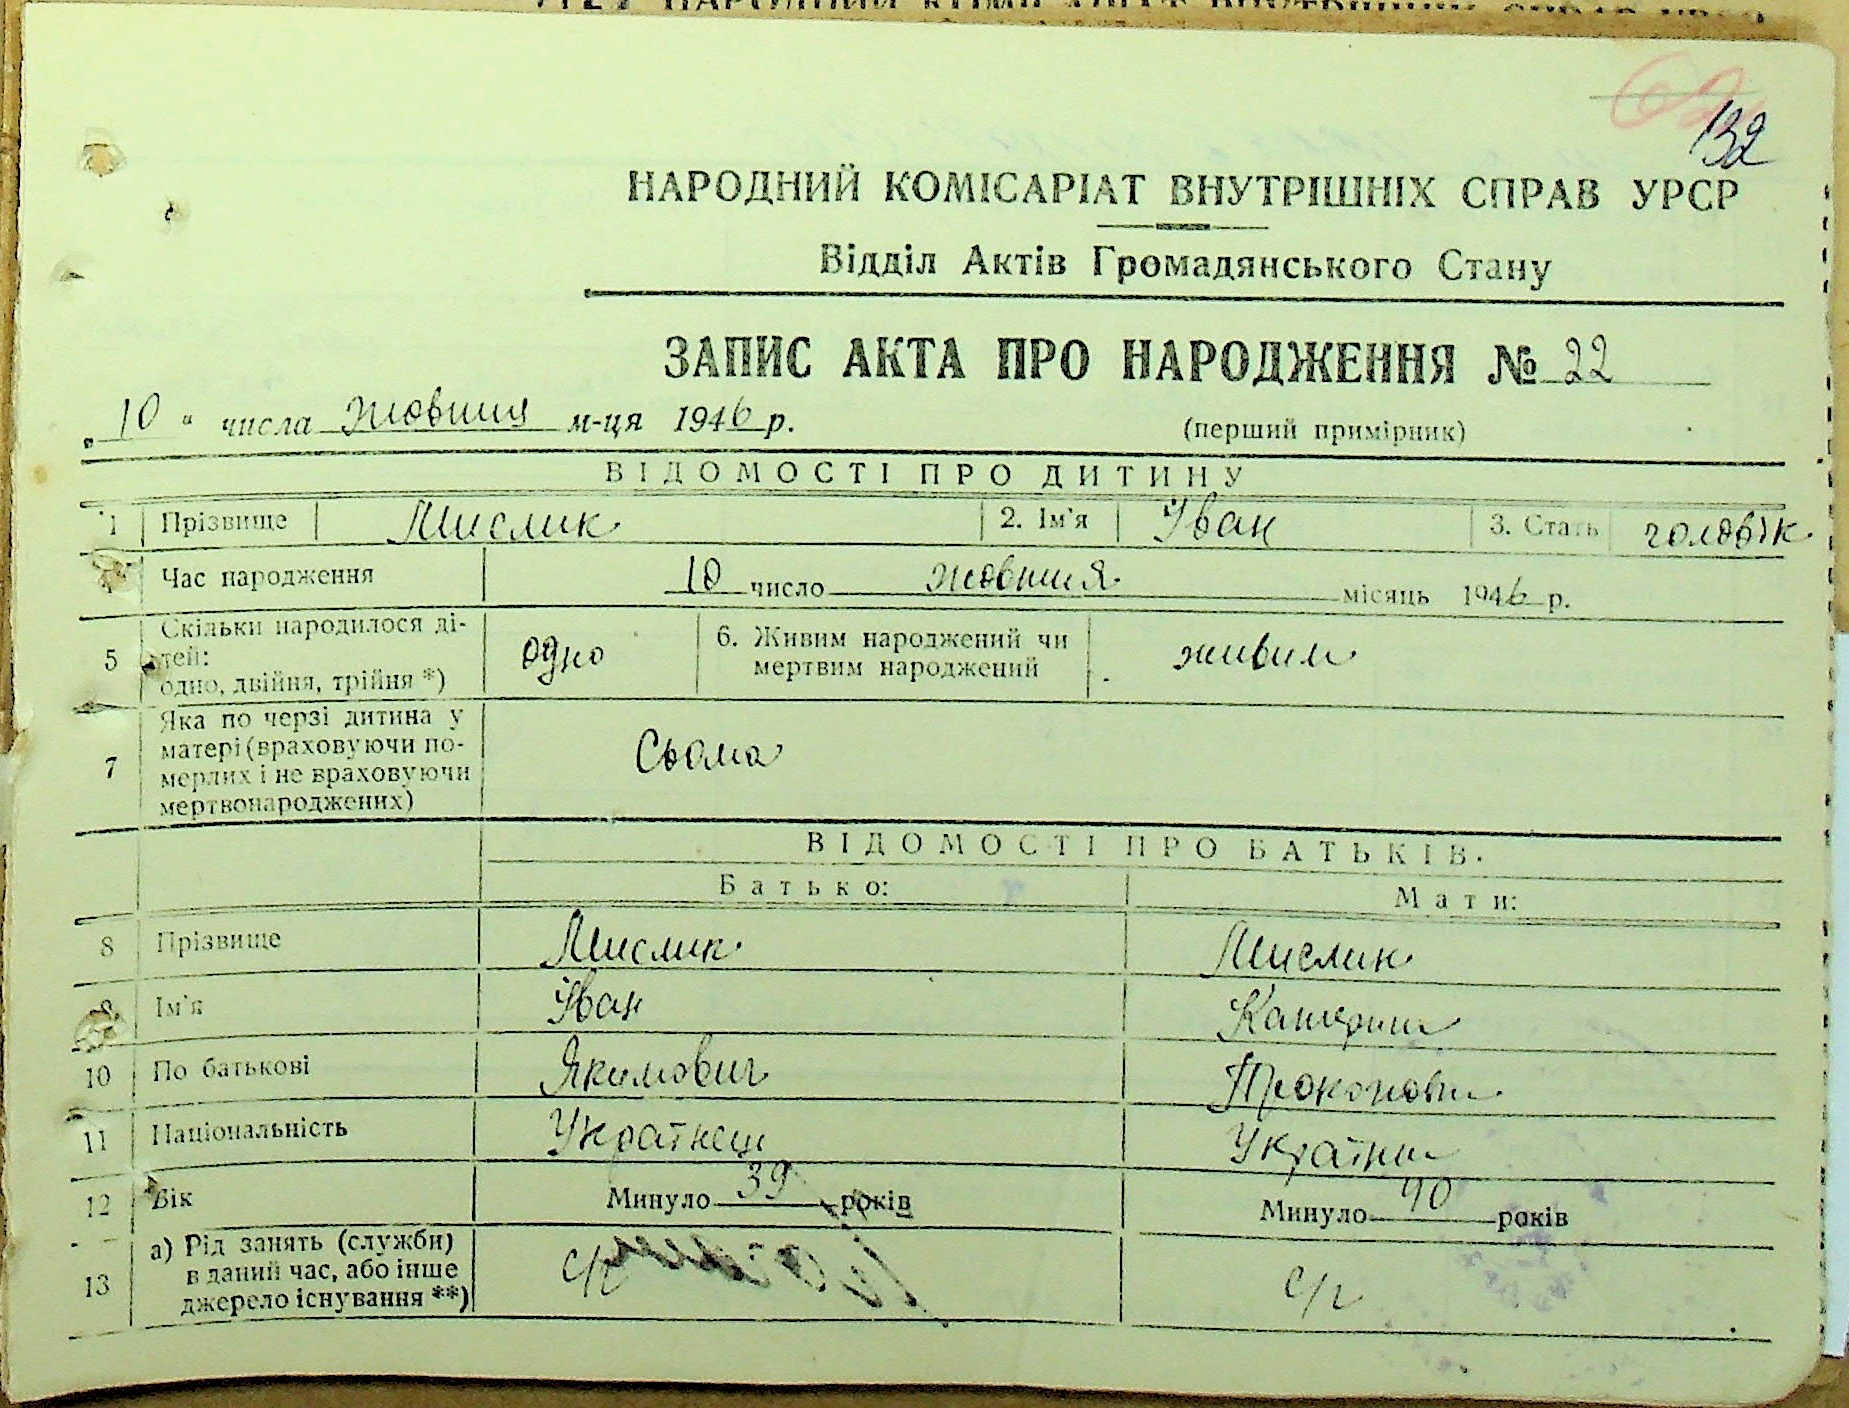 132
НАРОДНИЙ КОМІСАРІАТ ВНУТРІШНІХ СПРАВ УРСР
Відділ Актів Громадянського Стану
ЗАПИС АКТА ПРО НАРОДЖЕННЯ № 22
„ 10 " числа Жовтня м-ця 1946 р.
(перший примірник)
ВІДОМОСТІ ПРО ДИТИНУ
1 Прізвище Мислик 2. Ім'я Іван 3. Стать чоловік
Час народження 10 число жовтня місяць 1946 р.
5 Скільки народилося ді-
тей:
одно, двійня, трійня *) одно 6. Живим народжений чи
мертвим народжений живим
7 Яка по черзі дитина у
матері (враховуючи по-
мерлих і не враховуючи
мертвонароджених) Сьома
ВІДОМОСТІ ПРО БАТЬКІВ.
Батько: Мати:
8 Прізвище Мислик Мислик
9 Ім'я Іван Катерина
10 По батькові Якимович
11 Національність Українець Українка
12 Вік Минуло 39 років Минуло 40 років
13 а) Рід занять (служби)
в даний час, або інше
джерело існування **) с/г с/г